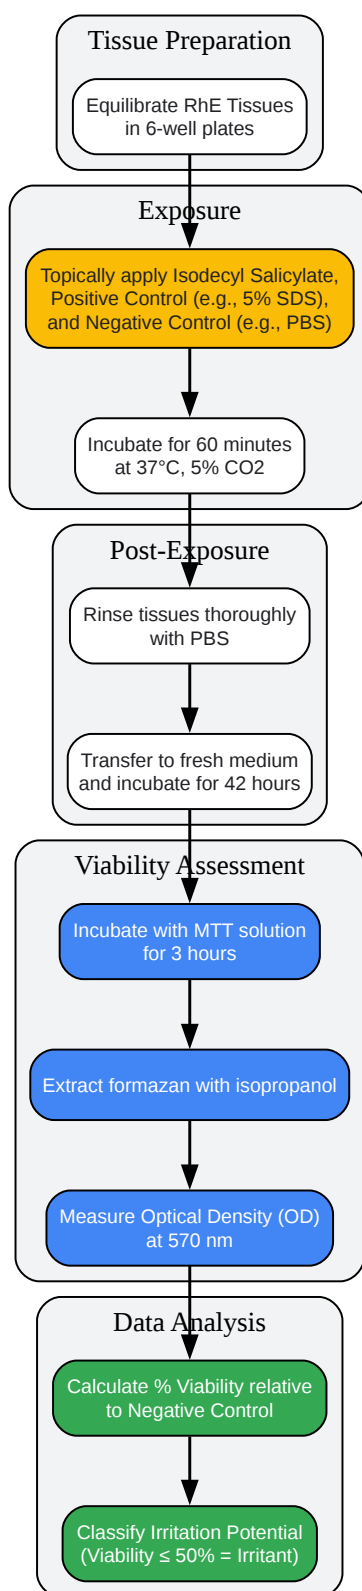 Tissue Preparation
Equilibrate RhE Tissues
in 6-well plates
Exposure
Topically apply Isodecyl Salicylate,
Positive Control (e.g., 5% SDS),
and Negative Control (e.g., PBS)
Incubate for 60 minutes
at 37°C, 5% CO2
Post-Exposure
Rinse tissues thoroughly
with PBS
Transfer to fresh medium
and incubate for 42 hours
Viability Assessment
Incubate with MTT solution
for 3 hours
Extract formazan with isopropanol
Measure Optical Density (OD)
at 570 nm
Data Analysis
Calculate % Viability relative
to Negative Control
Classify Irritation Potential
(Viability ≤ 50% = Irritant)